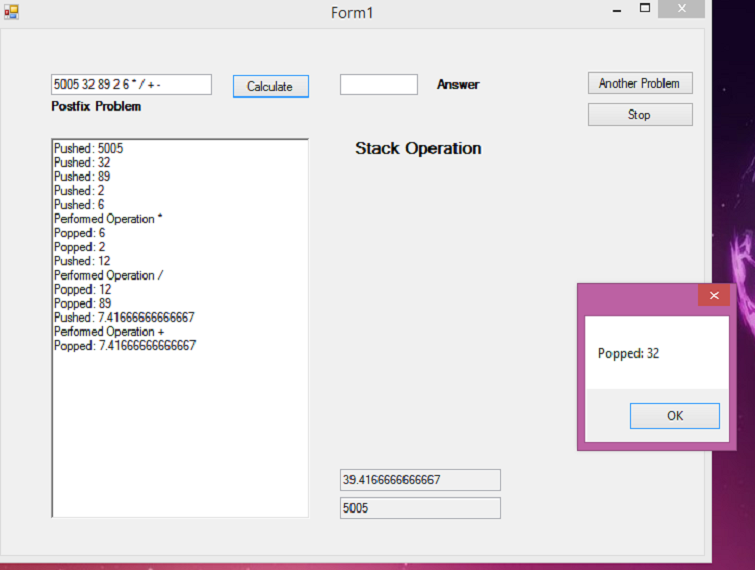 Form1
5005 32 89 2 6 * / + -
Calculate
Answer
Another Problem
Postfix Problem
Stop
Stack Operation
Pushed: 5005
Pushed: 32
Pushed: 89
Pushed: 2
Pushed: 6
Performed Operation *
Popped: 6
Popped: 2
Pushed: 12
Performed Operation /
Popped: 12
Popped: 89
Pushed: 7.41666666666667
Performed Operation +
Popped: 7.41666666666667
Popped: 32
OK
39.4166666666667
5005